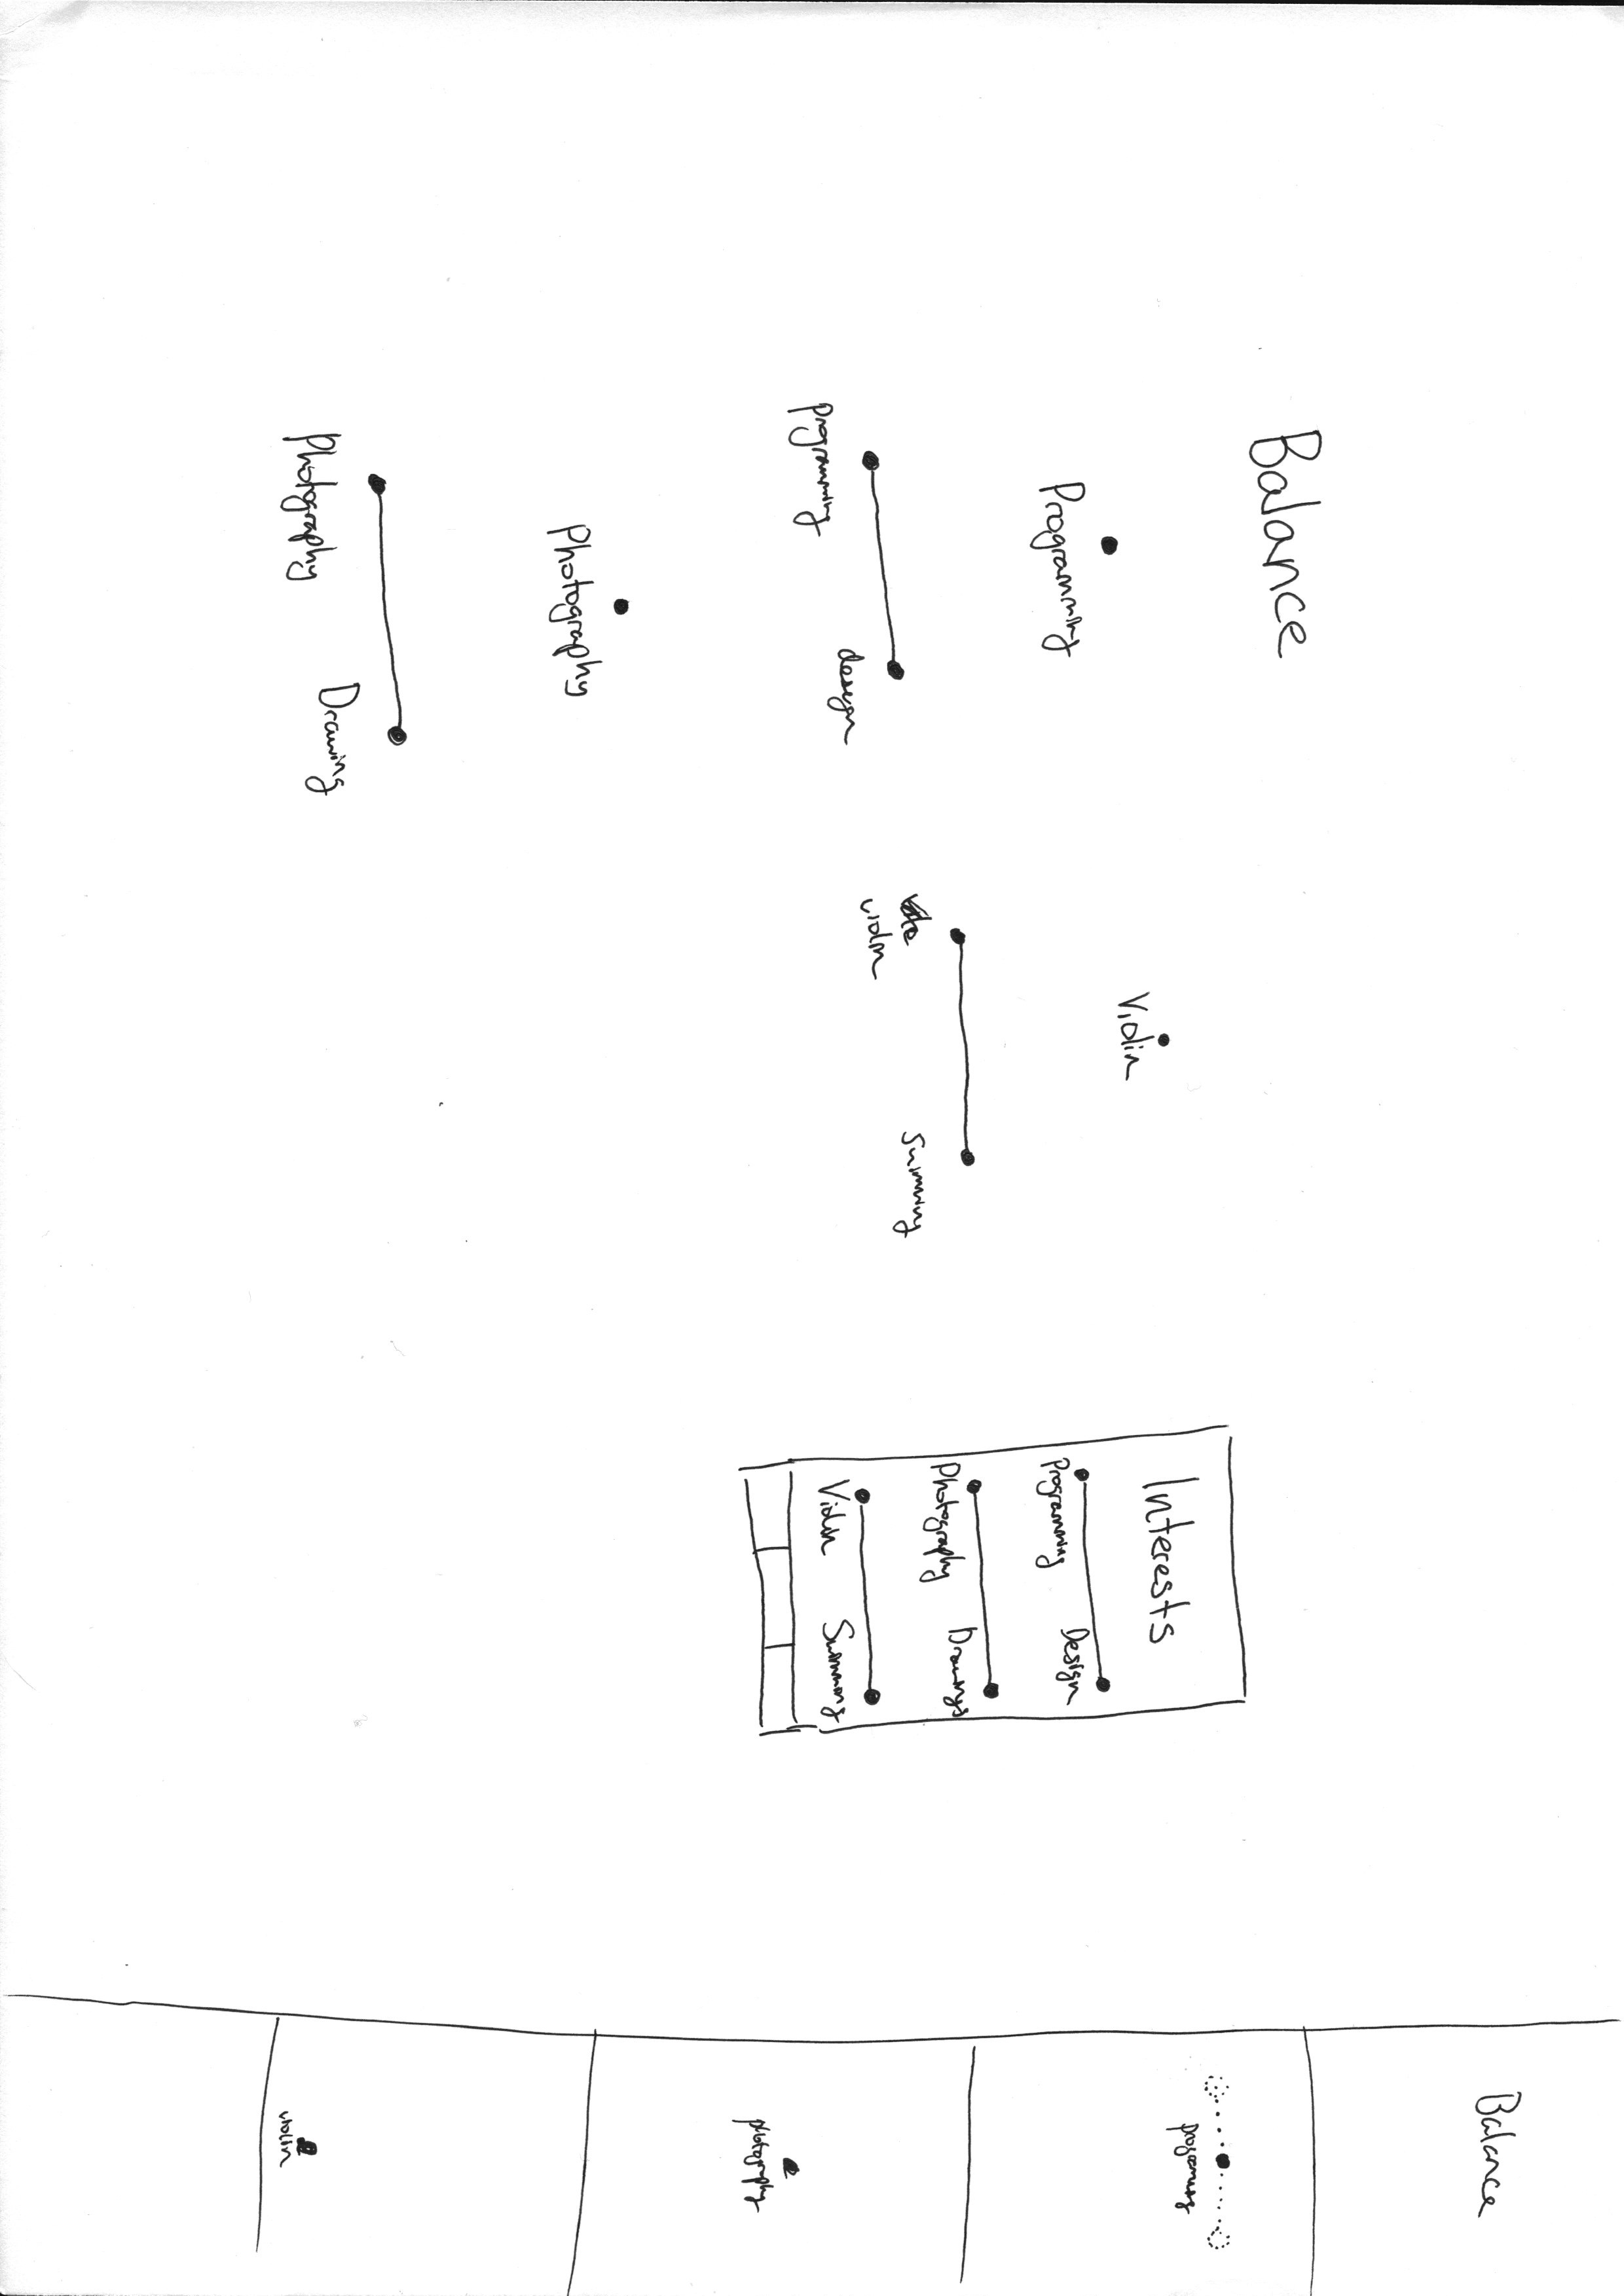 Balance
Programming
programming
design
Photography
Photography
Drawing
Violin
violin
Swimming
Interests
Programming
Design
Photography
Drawings
Violin
Swimming
Balance
programming
photography
violin